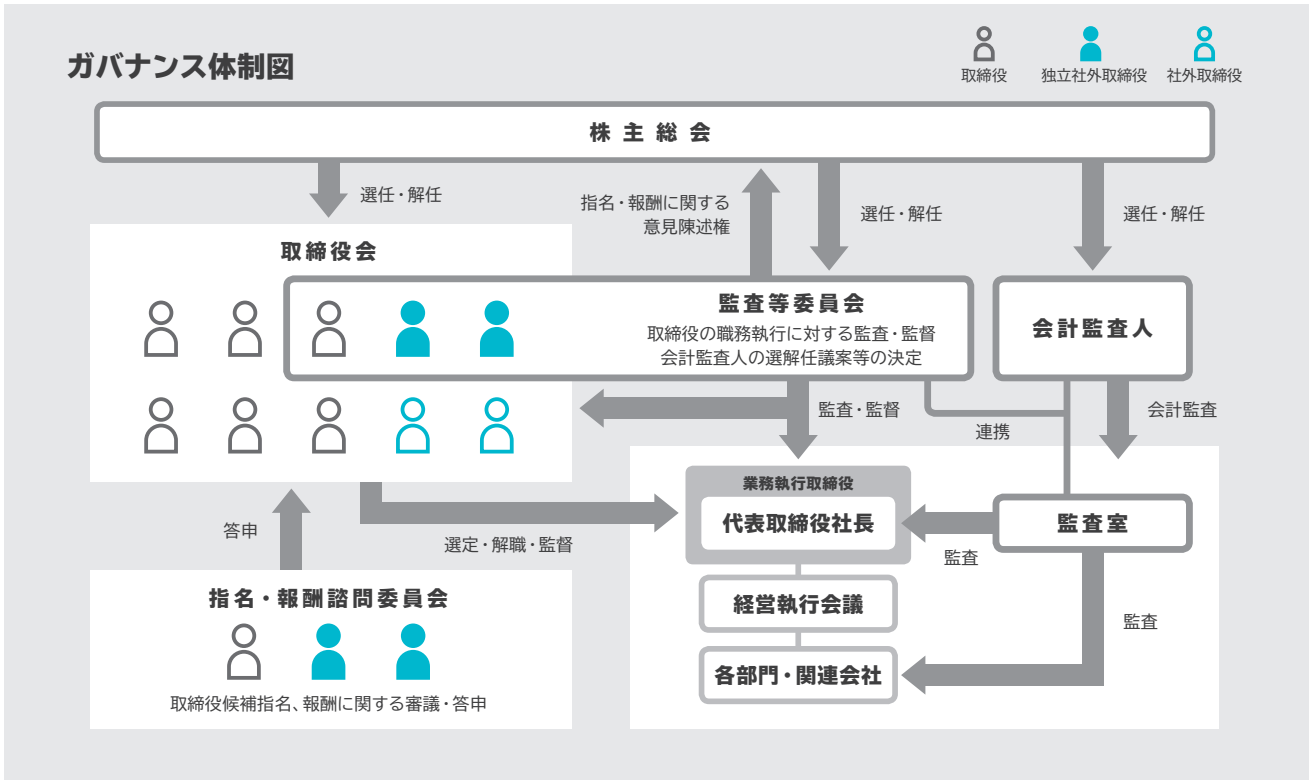 ガバナンス体制図
取締役
独立社外取締役
社外取締役
株主総会
選任・解任
指名・報酬に関する
意見陳述権
選任・解任
選任・解任
取締役会
監査等委員会
取締役の職務執行に対する監査・監督
会計監査人の選解任議案等の決定
会計監査人
監査・監督
連携
会計監査
業務執行取締役
代表取締役社長
監査室
答申
選定・解職・監督
監査
指名・報酬諮問委員会
経営執行会議
監査
各部門・関連会社
取締役候補指名、報酬に関する審議・答申